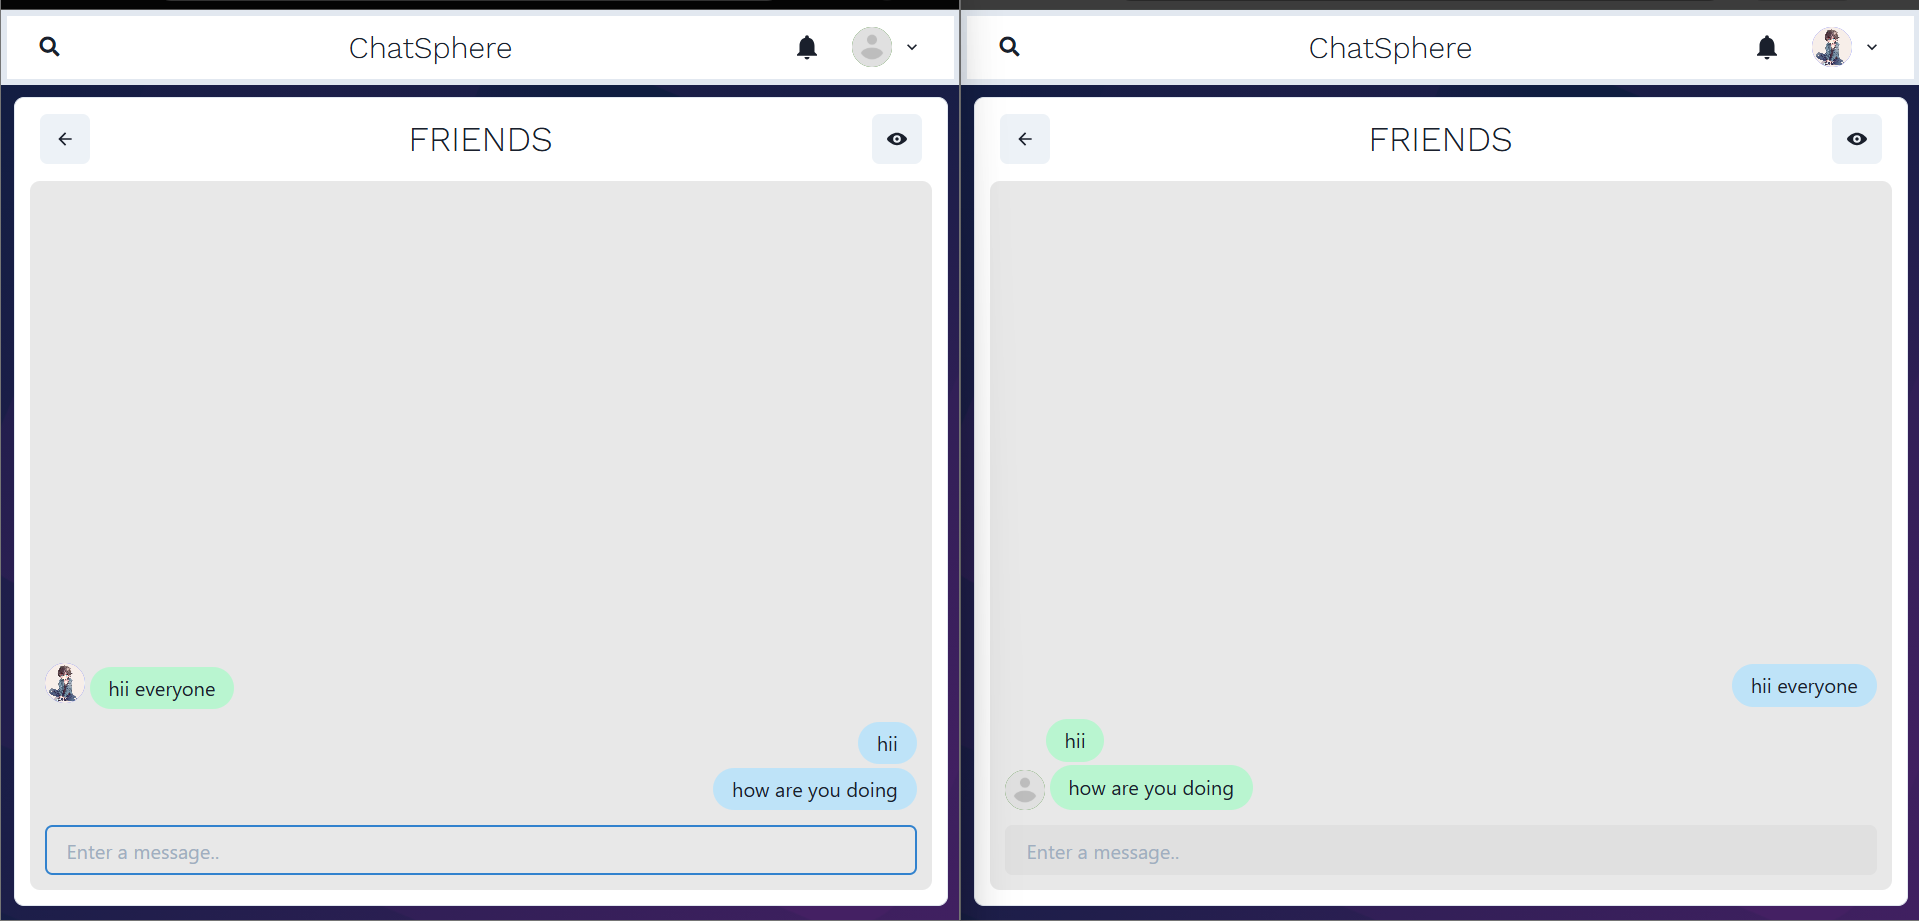 ChatSphere
FRIENDS
hii everyone
hii
how are you doing
Enter a message..
ChatSphere
FRIENDS
hii everyone
hii
how are you doing
Enter a message..